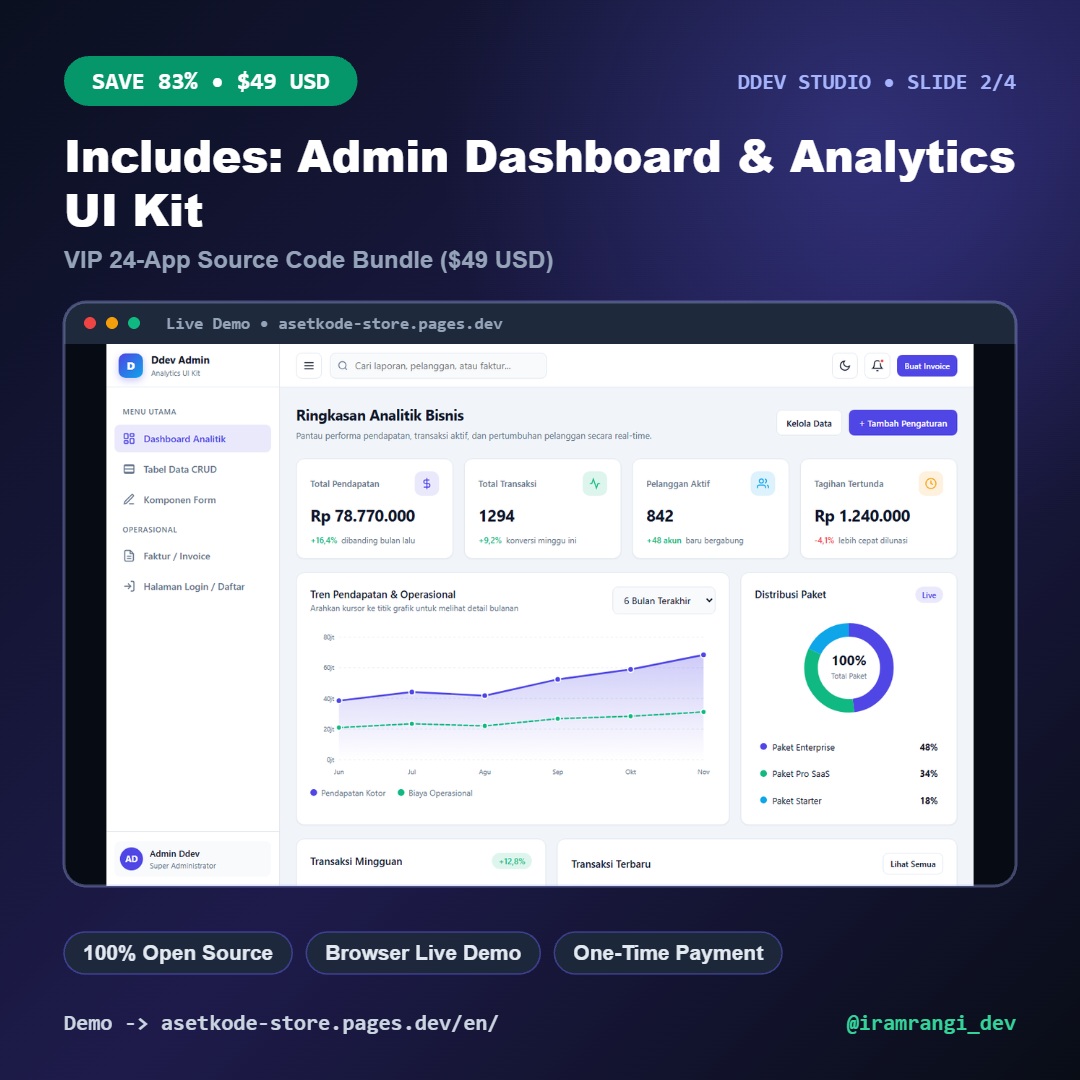 SAVE 83% • $49 USD
DDEV STUDIO • SLIDE 2/4
Includes: Admin Dashboard & Analytics
UI Kit
VIP 24-App Source Code Bundle ($49 USD)
Live Demo • asetkode-store.pages.dev
D
Ddev Admin
Analytics UI Kit
Cari laporan, pelanggan, atau faktur...
Buat Invoice
MENU UTAMA
Dashboard Analitik
Tabel Data CRUD
Komponen Form
OPERASIONAL
Faktur / Invoice
Halaman Login / Daftar
AD
Admin Ddev
Super Administrator
Ringkasan Analitik Bisnis
Pantau performa pendapatan, transaksi aktif, dan pertumbuhan pelanggan secara real-time.
Kelola Data
+ Tambah Pengaturan
Total Pendapatan
$
Rp 78.770.000
+16,4% dibanding bulan lalu
Total Transaksi
1294
+9,2% konversi minggu ini
Pelanggan Aktif
842
+48 akun baru bergabung
Tagihan Tertunda
Rp 1.240.000
-4,1% lebih cepat dilunasi
Tren Pendapatan & Operasional
Arahkan kursor ke titik grafik untuk melihat detail bulanan
6 Bulan Terakhir
80jt
60jt
40jt
20jt
0jt
Jun Jul Agu Sep Okt Nov
Pendapatan Kotor Biaya Operasional
Distribusi Paket
Live
100%
Total Paket
Paket Enterprise 48%
Paket Pro SaaS 34%
Paket Starter 18%
Transaksi Mingguan
+12,8%
Transaksi Terbaru
Lihat Semua
100% Open Source
Browser Live Demo
One-Time Payment
Demo -> asetkode-store.pages.dev/en/
@iramrangi_dev